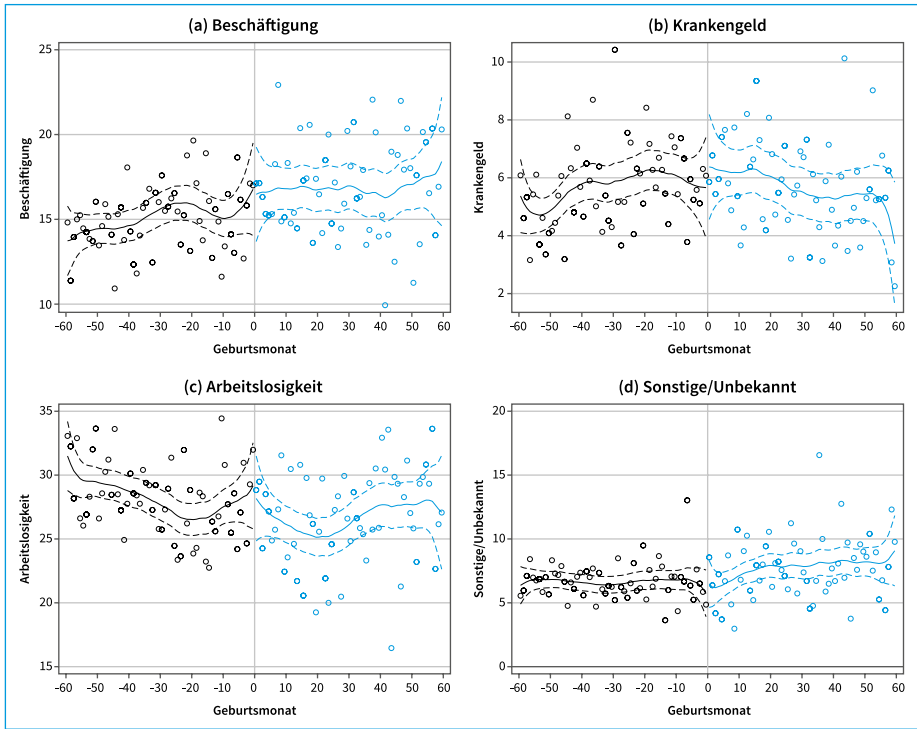 (a) Beschäftigung
Beschäftigung
25
20
15
10
-60 -50 -40 -30 -20 -10 0 10 20 30 40 50 60
Geburtsmonat
(b) Krankengeld
Krankengeld
10
8
6
4
2
-60 -50 -40 -30 -20 -10 0 10 20 30 40 50 60
Geburtsmonat
(c) Arbeitslosigkeit
Arbeitslosigkeit
35
30
25
20
15
-60 -50 -40 -30 -20 -10 0 10 20 30 40 50 60
Geburtsmonat
(d) Sonstige/Unbekannt
Sonstige/Unbekannt
20
15
10
5
0
-60 -50 -40 -30 -20 -10 0 10 20 30 40 50 60
Geburtsmonat